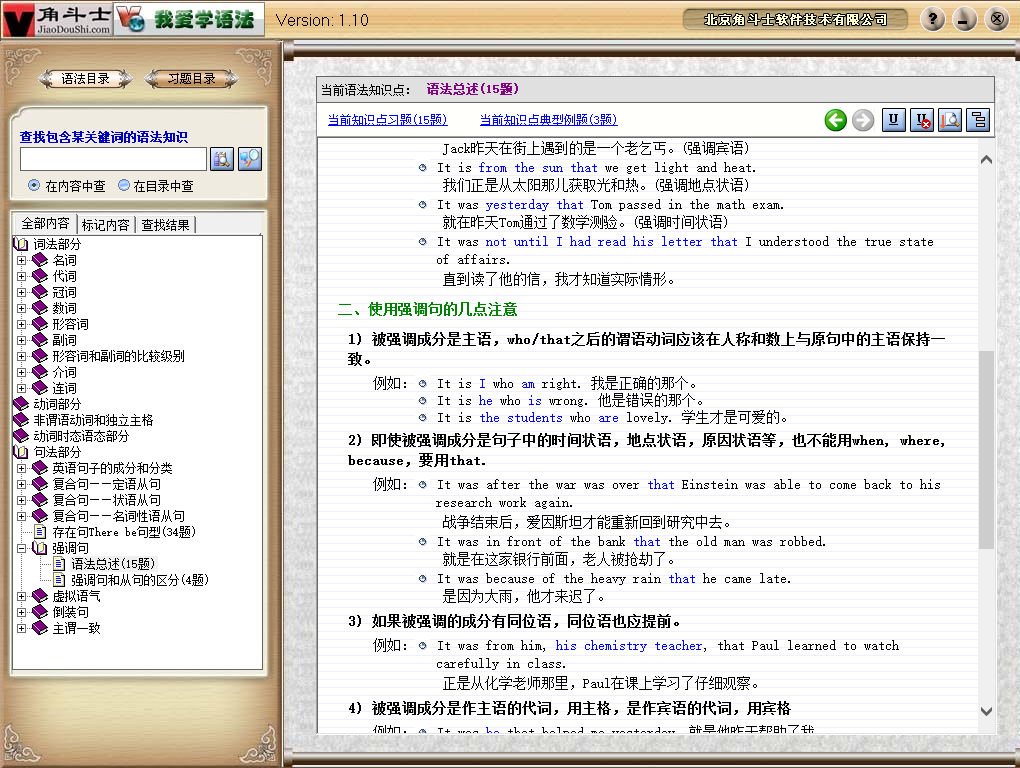 角斗士
JiaoDouShi.com
我爱学语法
Version: 1.10
北京角斗士软件技术有限公司
语法目录
习题目录
查找包含某关键词的语法知识
在内容中查
在目录中查
全部内容
标记内容
查找结果
词法部分
名词
代词
冠词
数词
形容词
副词
形容词和副词的比较级别
介词
连词
动词部分
非谓语动词和独立主格
动词时态语态部分
句法部分
英语句子的成分和分类
复合句——定语从句
复合句——状语从句
复合句——名词性语从句
存在句There be句型(34题)
强调句
语法总述(15题)
强调句和从句的区分(4题)
虚拟语气
倒装句
主谓一致
当前语法知识点: 语法总述(15题)
当前知识点习题(15题)
当前知识点典型例题(3题)
Jack昨天在街上遇到的是一个老乞丐。(强调宾语)
It is from the sun that we get light and heat.
我们正是从太阳那儿获取光和热。(强调地点状语)
It was yesterday that Tom passed in the math exam.
就在昨天Tom通过了数学测验。(强调时间状语)
It was not until I had read his letter that I understood the true state
of affairs.
直到读了他的信，我才知道实际情形。
二、使用强调句的几点注意
1) 被强调成分是主语，who/that之后的谓语动词应该在人称和数上与原句中的主语保持一
致。
例如: It is I who am right. 我是正确的那个。
It is he who is wrong. 他是错误的那个。
It is the students who are lovely. 学生才是可爱的。
2) 即使被强调成分是句子中的时间状语，地点状语，原因状语等，也不能用when, where,
because，要用that.
例如: It was after the war was over that Einstein was able to come back to his
research work again.
战争结束后，爱因斯坦才能重新回到研究中去。
It was in front of the bank that the old man was robbed.
就是在这家银行前面，老人被抢劫了。
It was because of the heavy rain that he came late.
是因为大雨，他才来迟了。
3) 如果被强调的成分有同位语，同位语也应提前。
例如: It was from him, his chemistry teacher, that Paul learned to watch
carefully in class.
正是从化学老师那里，Paul在课上学习了仔细观察。
4) 被强调成分是作主语的代词，用主格，是作宾语的代词，用宾格
例如: It was he that helped me yesterday. 就是他昨天帮助了我